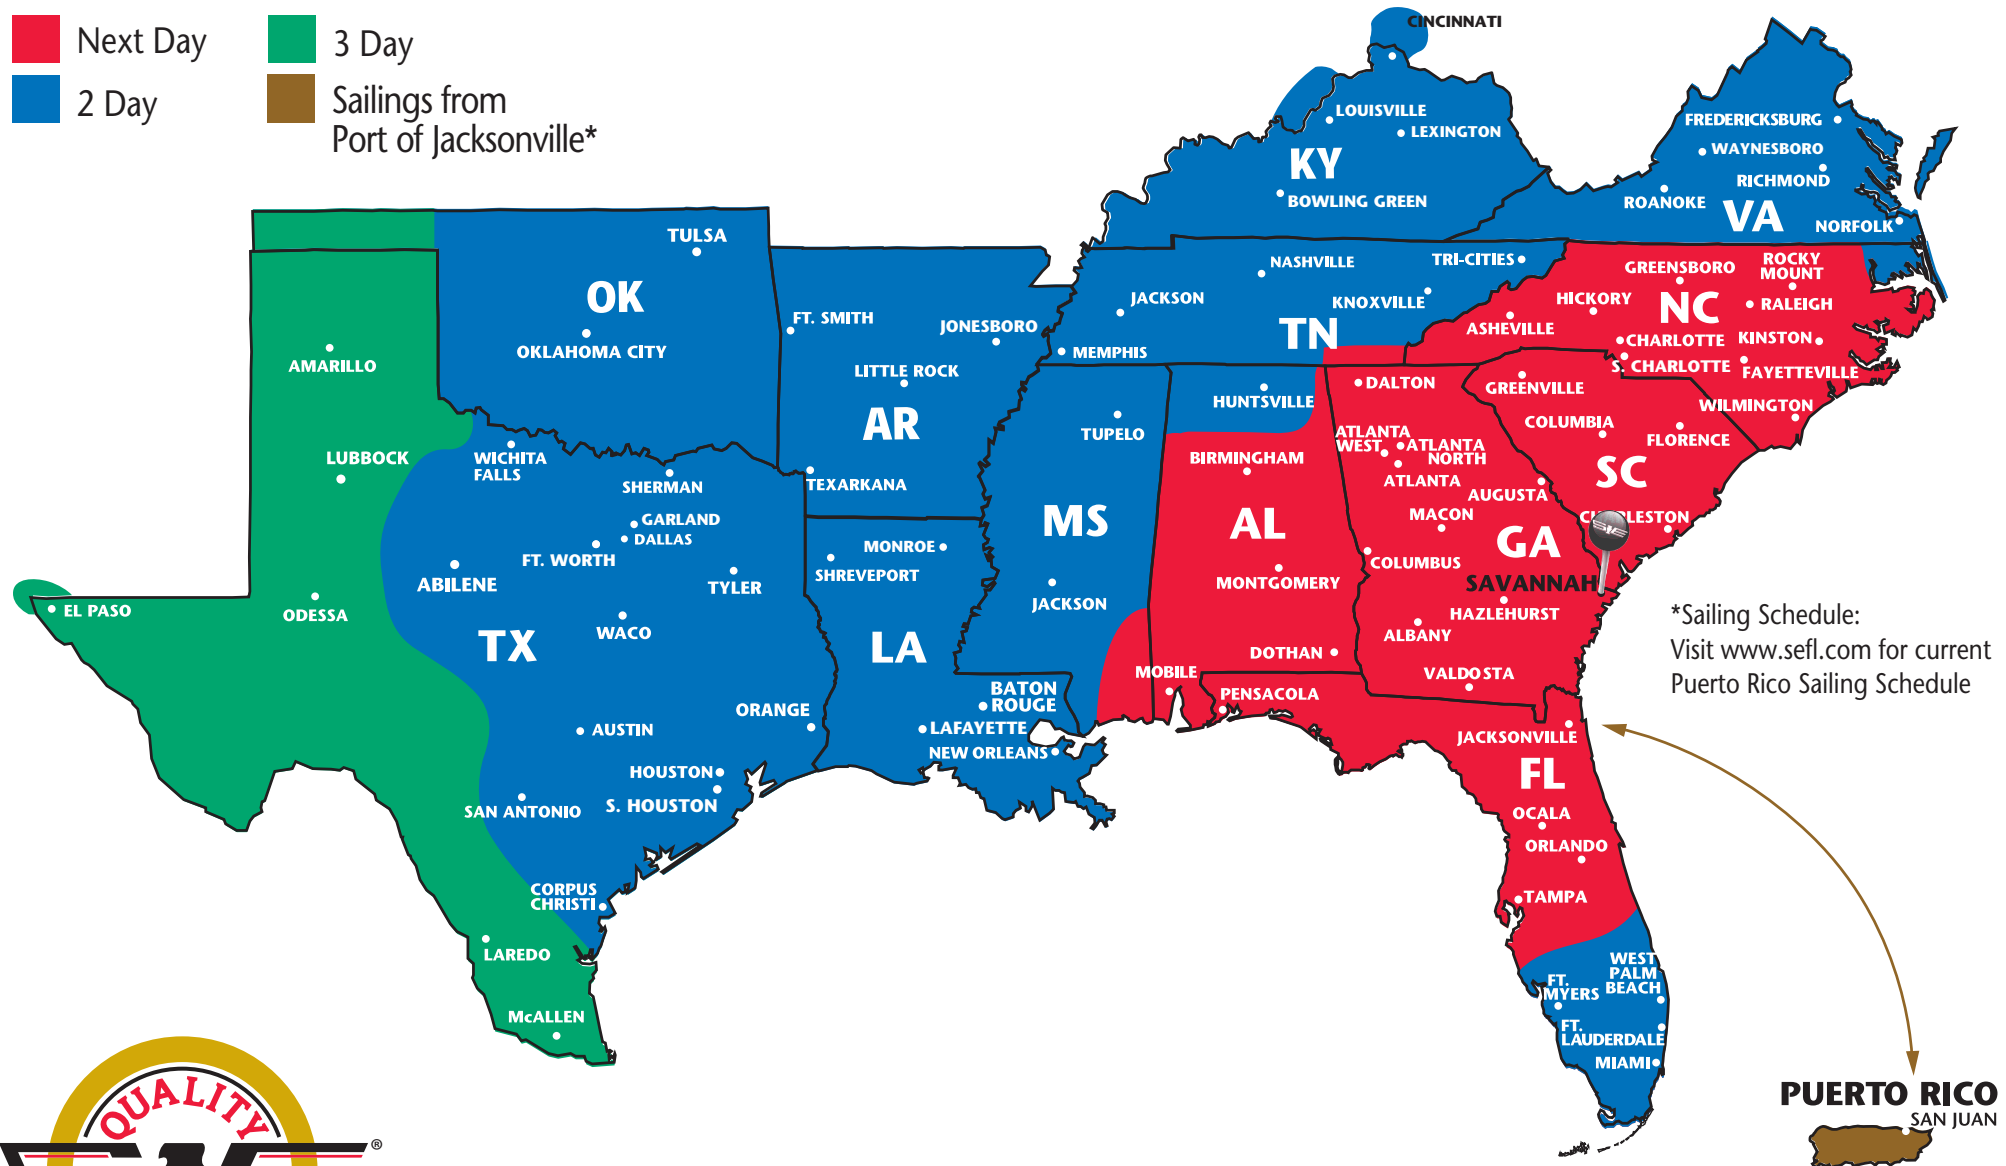 Next Day
3 Day
2 Day
Sailings from
Port of Jacksonville*
CINCINNATI
LOUISVILLE
LEXINGTON
KY
BOWLING GREEN
FREDERICKSBURG
WAYNESBORO
RICHMOND
ROANOKE
VA
NORFOLK
TULSA
OK
OKLAHOMA CITY
FT. SMITH
JONESBORO
LITTLE ROCK
AR
TEXARKANA
NASHVILLE
TRI-CITIES
JACKSON
KNOXVILLE
TN
MEMPHIS
GREENSBORO
ROCKY
MOUNT
HICKORY
NC
RALEIGH
ASHEVILLE
CHARLOTTE
KINSTON
S. CHARLOTTE
FAYETTEVILLE
WILMINGTON
GREENVILLE
COLUMBIA
FLORENCE
SC
CHARLESTON
AMARILLO
LUBBOCK
WICHITA
FALLS
SHERMAN
GARLAND
DALLAS
FT. WORTH
ABILENE
TYLER
EL PASO
ODESSA
WACO
TX
AUSTIN
ORANGE
HOUSTON
S. HOUSTON
SAN ANTONIO
CORPUS
CHRISTI
LAREDO
McALLEN
MONROE
SHREVEPORT
LA
BATON
ROUGE
LAFAYETTE
NEW ORLEANS
TUPELO
MS
JACKSON
HUNTSVILLE
BIRMINGHAM
AL
MONTGOMERY
DOTHAN
MOBILE
DALTON
ATLANTA
WEST
ATLANTA
NORTH
ATLANTA
AUGUSTA
MACON
GA
COLUMBUS
SAVANNAH
HAZLEHURST
ALBANY
VALDOSTA
PENSACOLA
JACKSONVILLE
FL
OCALA
ORLANDO
TAMPA
WEST
PALM
BEACH
FT.
MYERS
FT.
LAUDERDALE
MIAMI
*Sailing Schedule:
Visit www.sefl.com for current
Puerto Rico Sailing Schedule
PUERTO RICO
SAN JUAN
QUALITY
®